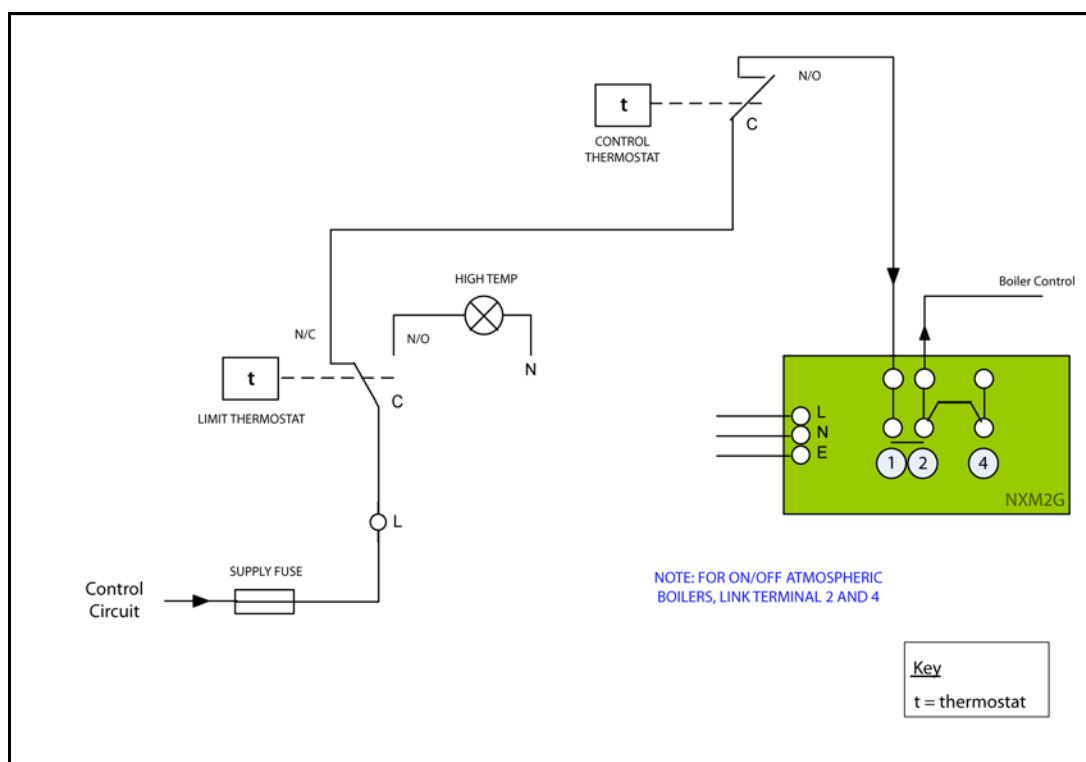 N/O
t
C
CONTROL
THERMOSTAT
HIGH TEMP
Boiler Control
N/C
N/O
N
t
C
LIMIT THERMOSTAT
L
N
E
1
2
4
NXM2G
L
SUPPLY FUSE
Control
Circuit
NOTE: FOR ON/OFF ATMOSPHERIC
BOILERS, LINK TERMINAL 2 AND 4
Key
t = thermostat